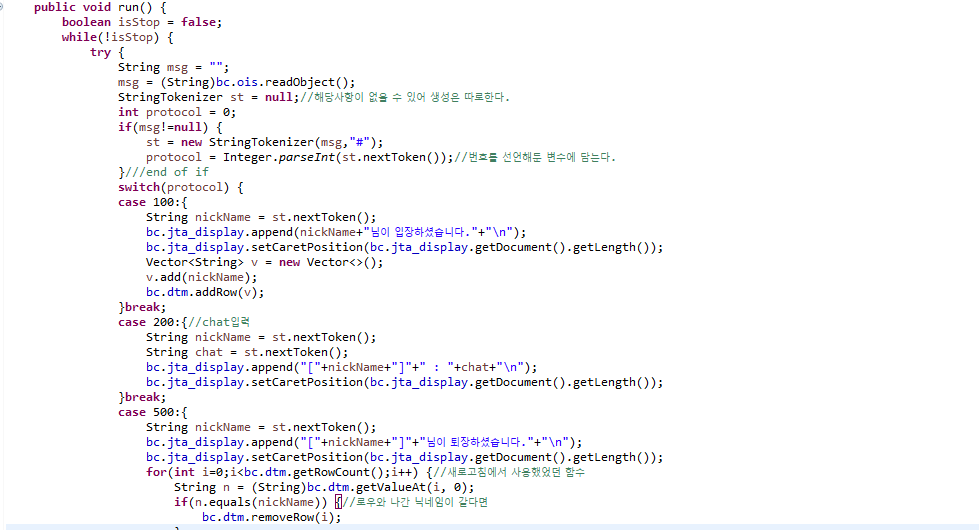 public void run() {
boolean isStop = false;
while(!isStop) {
try {
String msg = "";
msg = (String)bc.ois.readObject();
StringTokenizer st = null;//해당사항이 없을 수 있어 생성은 따로한다.
int protocol = 0;
if(msg!=null) {
st = new StringTokenizer(msg,"#");
protocol = Integer.parseInt(st.nextToken());//번호를 선언해둔 변수에 담는다.
}///end of if
switch(protocol) {
case 100:{
String nickName = st.nextToken();
bc.jta_display.append(nickName+"님이 입장하셨습니다."+"\n");
bc.jta_display.setCaretPosition(bc.jta_display.getDocument().getLength());
Vector<String> v = new Vector<>();
v.add(nickName);
bc.dtm.addRow(v);
}break;
case 200:{//chat입력
String nickName = st.nextToken();
String chat = st.nextToken();
bc.jta_display.append("["+nickName+"]"+" : "+chat+"\n");
bc.jta_display.setCaretPosition(bc.jta_display.getDocument().getLength());
}break;
case 500:{
String nickName = st.nextToken();
bc.jta_display.append("["+nickName+"]"+"님이 퇴장하셨습니다."+"\n");
bc.jta_display.setCaretPosition(bc.jta_display.getDocument().getLength());
for(int i=0;i<bc.dtm.getRowCount();i++) {//새로고침에서 사용했었던 함수
String n = (String)bc.dtm.getValueAt(i, 0);
if(n.equals(nickName)) {//로우와 나간 닉네임이 같다면
bc.dtm.removeRow(i);